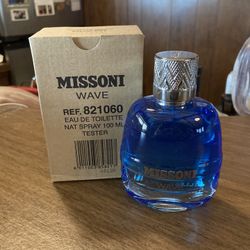 MISSONI
WAVE
REF. 821060
EAU DE TOILETTE
NAT SPRAY 100 ML
TESTER
MISSONI
WAVE